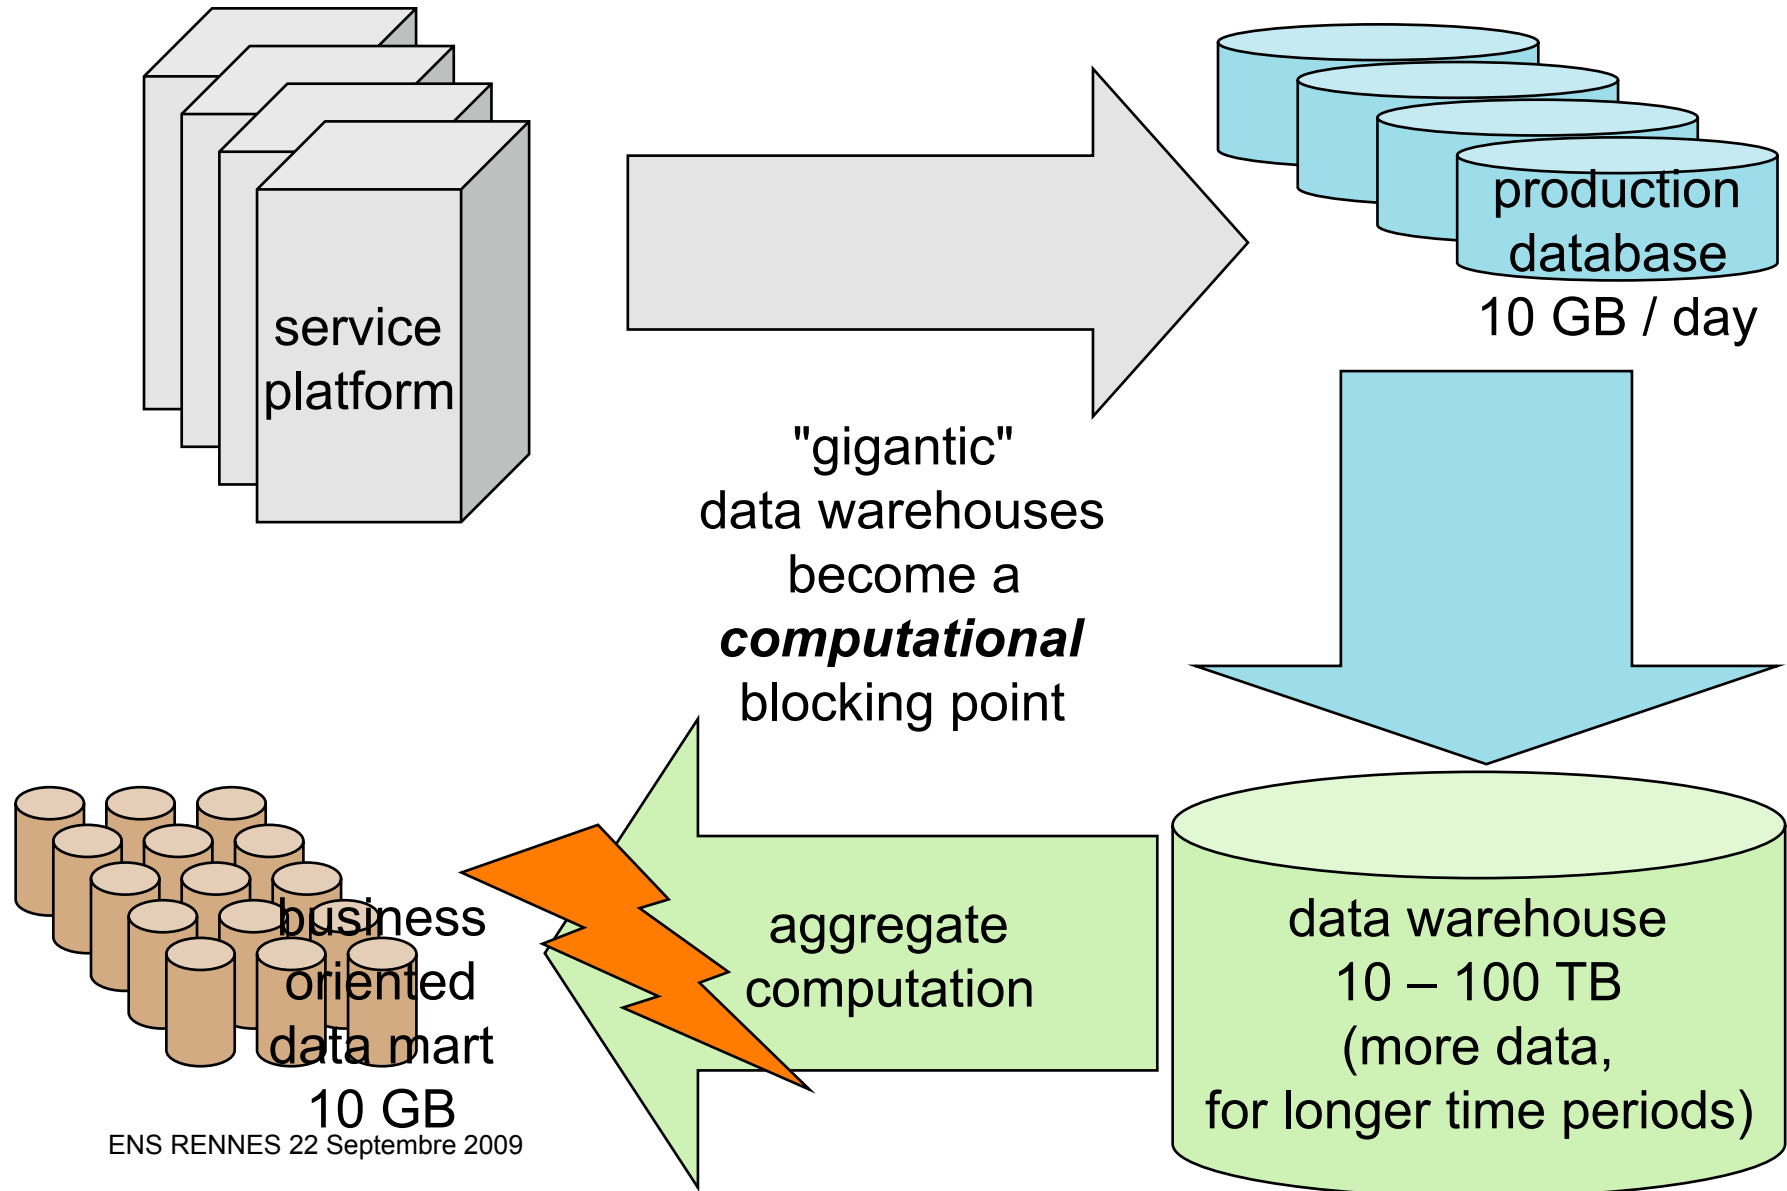 service
platform
production
database
10 GB / day
"gigantic"
data warehouses
become a
computational
blocking point
business
oriented
data mart
10 GB
aggregate
computation
data warehouse
10 – 100 TB
(more data,
for longer time periods)
ENS RENNES 22 Septembre 2009